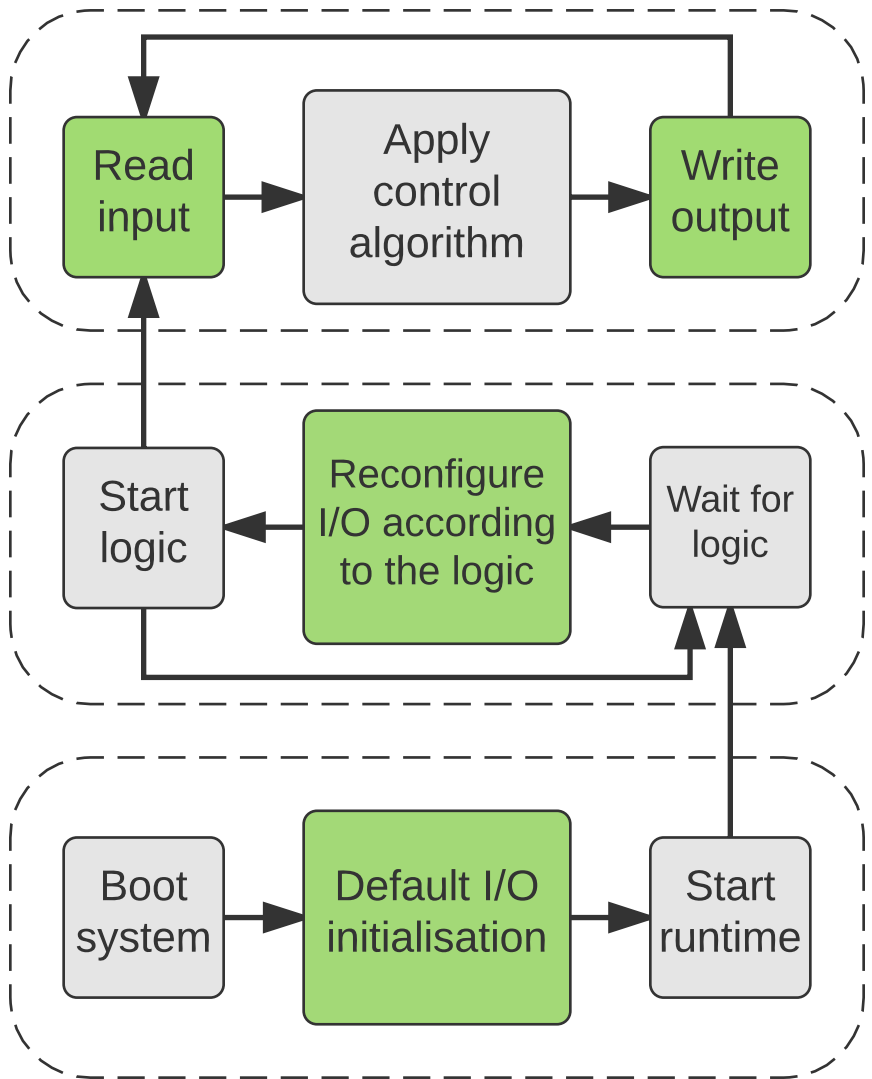 Read
input
Apply
control
algorithm
Write
output
Start
logic
Reconfigure
I/O according
to the logic
Wait for
logic
Boot
system
Default I/O
initialisation
Start
runtime